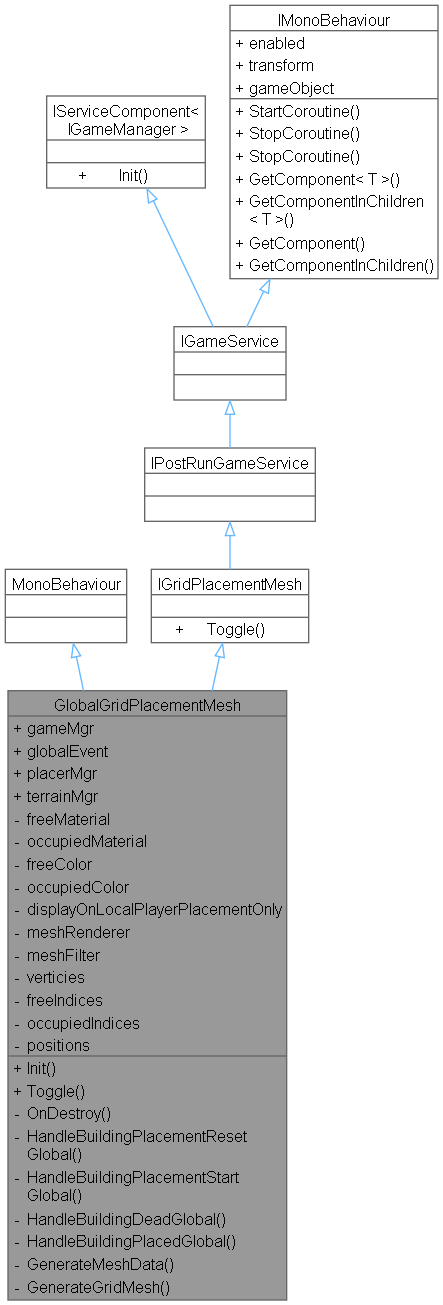 IMonoBehaviour
+ enabled
+ transform
+ gameObject
+ StartCoroutine()
+ StopCoroutine()
+ StopCoroutine()
+ GetComponent< T >()
+ GetComponentInChildren
< T >()
+ GetComponent()
+ GetComponentInChildren()
IServiceComponent<
IGameManager >
+ Init()
IGameService
IPostRunGameService
MonoBehaviour
IGridPlacementMesh
+ Toggle()
GlobalGridPlacementMesh
+ gameMgr
+ globalEvent
+ placerMgr
+ terrainMgr
- freeMaterial
- occupiedMaterial
- freeColor
- occupiedColor
- displayOnLocalPlayerPlacementOnly
- meshRenderer
- meshFilter
- verticies
- freeIndices
- occupiedIndices
- positions
+ Init()
+ Toggle()
- OnDestroy()
- HandleBuildingPlacementReset
Global()
- HandleBuildingPlacementStart
Global()
- HandleBuildingDeadGlobal()
- HandleBuildingPlacedGlobal()
- GenerateMeshData()
- GenerateGridMesh()